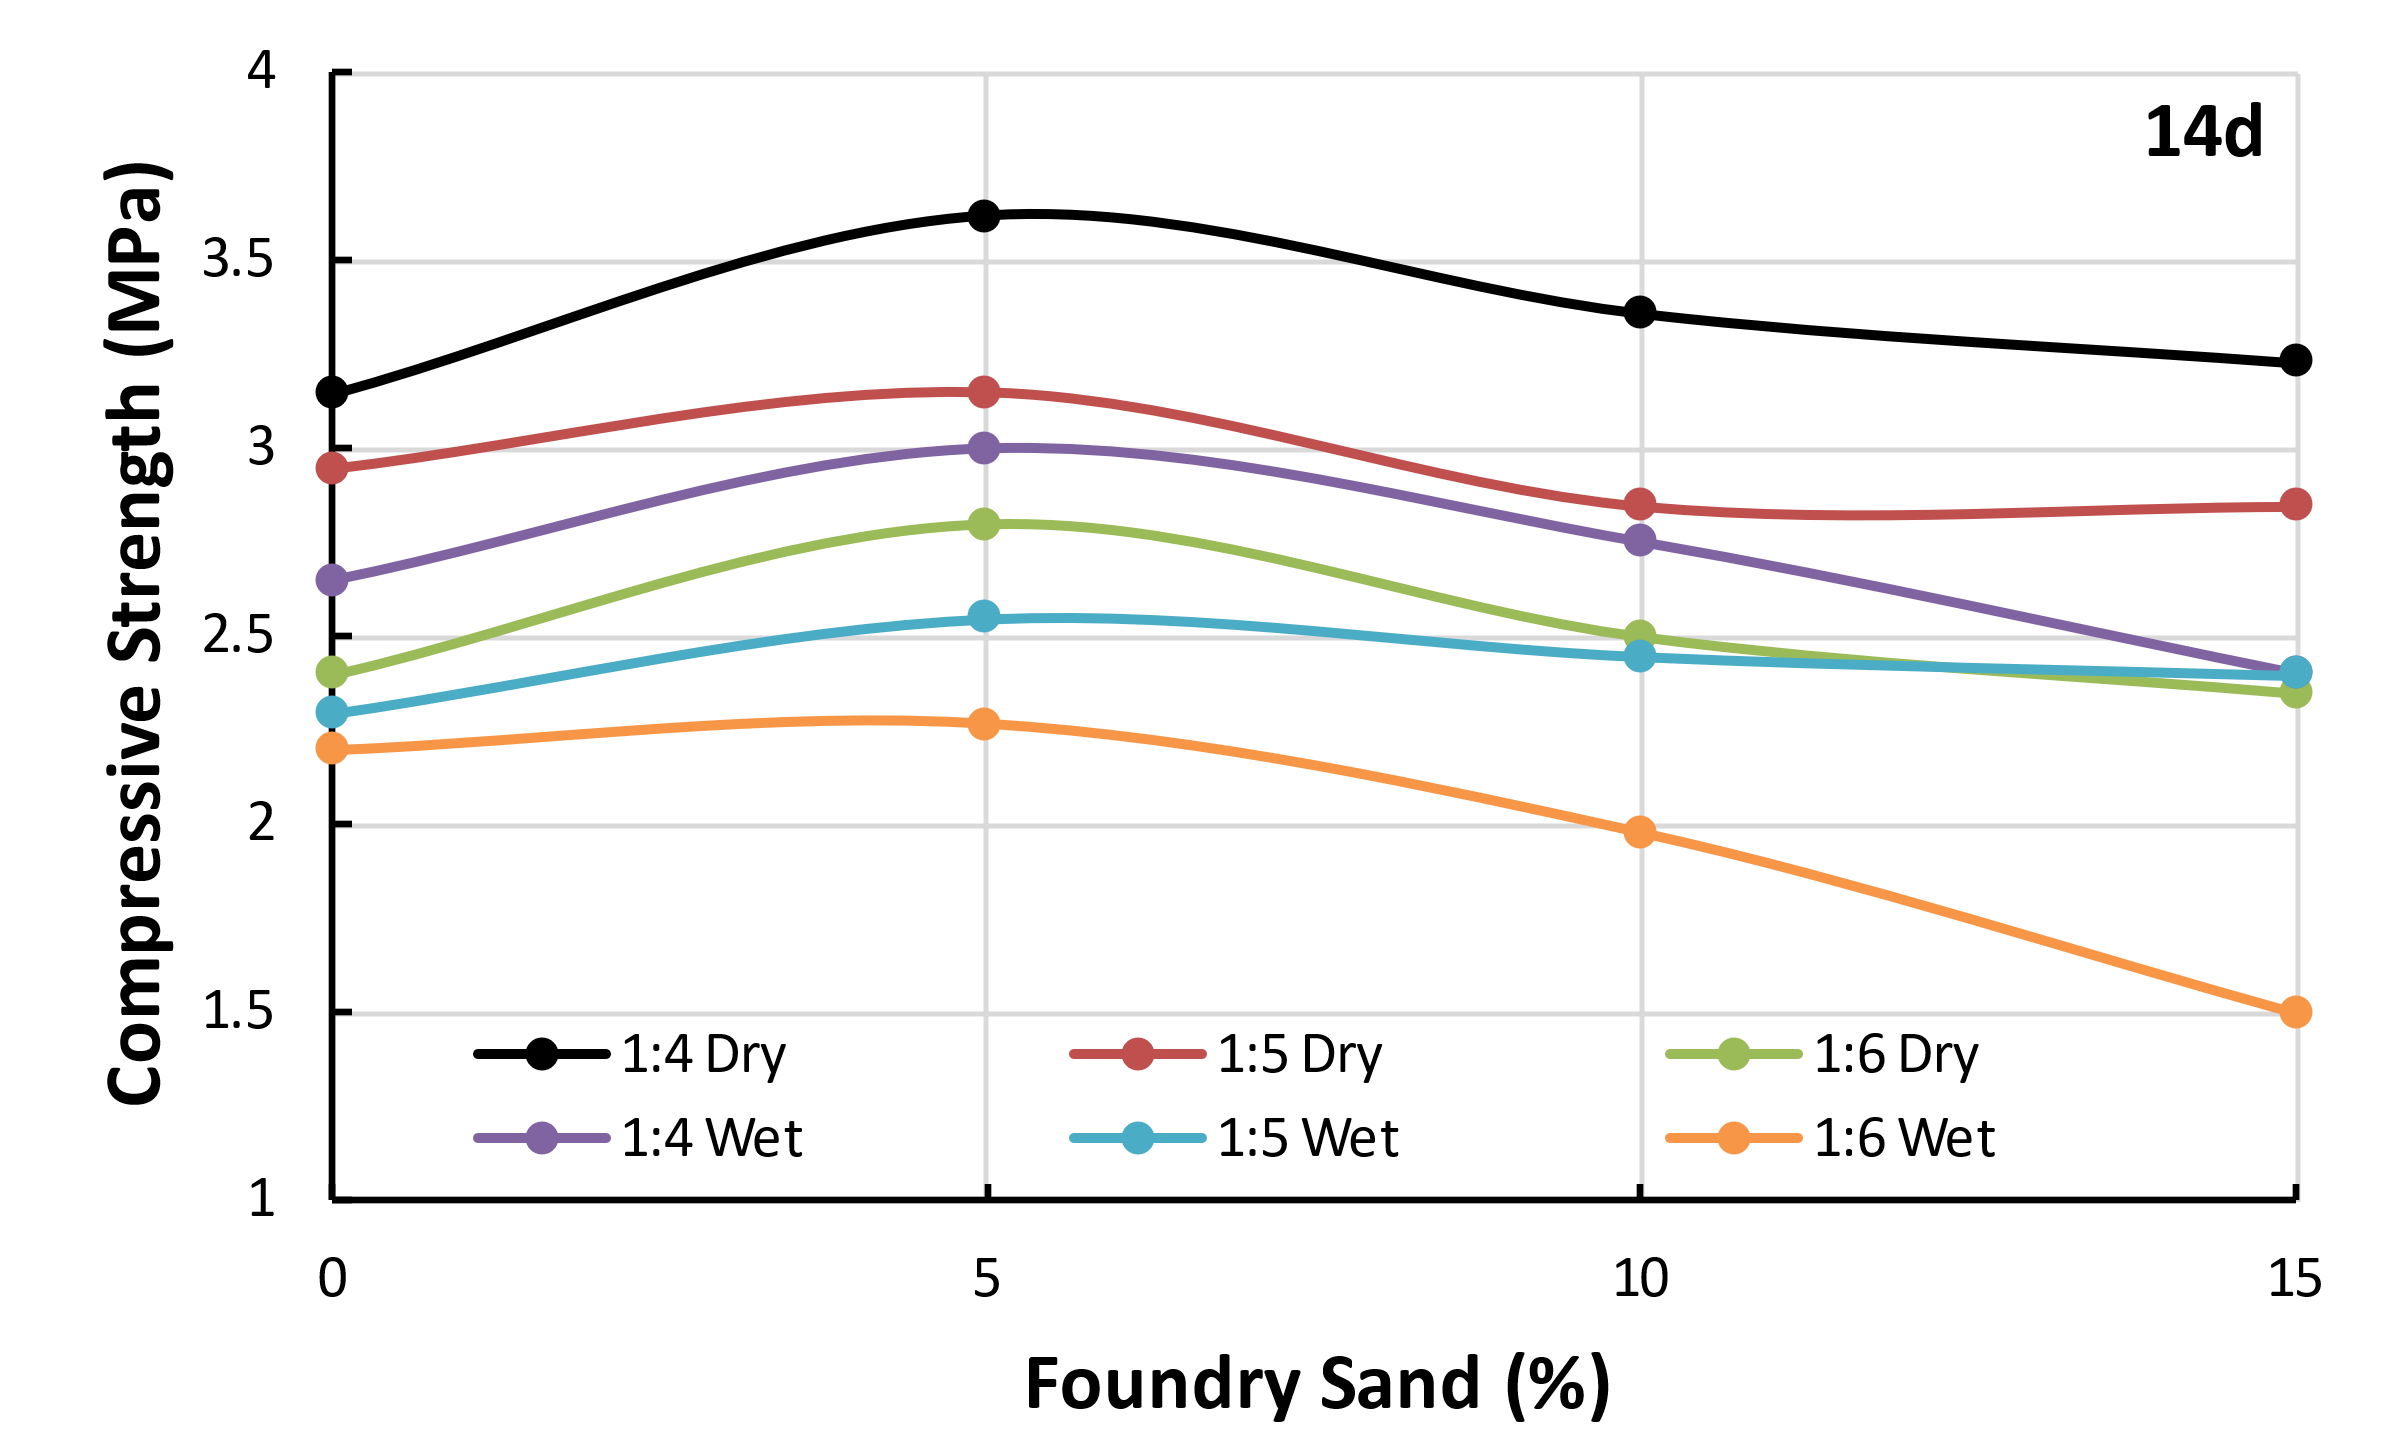 4
14d
3.5
3
2.5
2
1.5
1
Compressive Strength (MPa)
1:4 Dry 1:5 Dry 1:6 Dry
1:4 Wet 1:5 Wet 1:6 Wet
0 5 10 15
Foundry Sand (%)